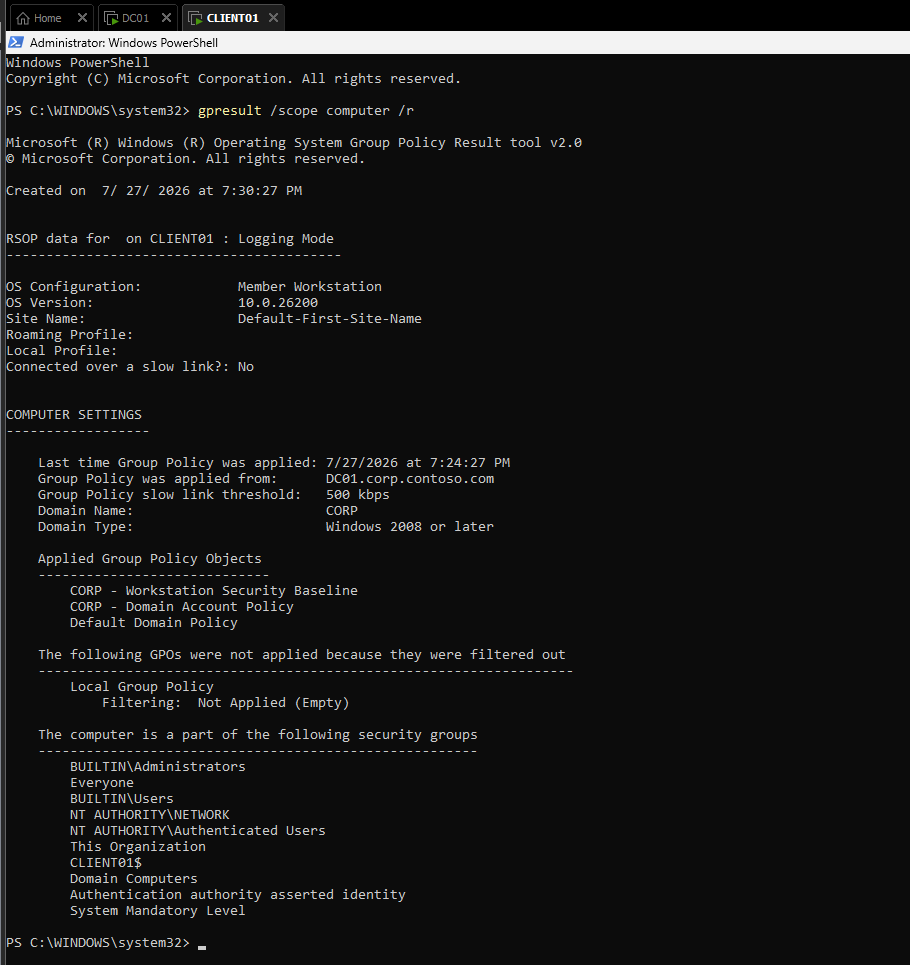 Home DC01 CLIENT01
Administrator: Windows PowerShell
Windows PowerShell
Copyright (C) Microsoft Corporation. All rights reserved.
PS C:\WINDOWS\system32> gpresult /scope computer /r
Microsoft (R) Windows (R) Operating System Group Policy Result tool v2.0
© Microsoft Corporation. All rights reserved.
Created on  7/ 27/ 2026 at 7:30:27 PM
RSOP data for  on CLIENT01 : Logging Mode
------------------------------------------
OS Configuration:            Member Workstation
OS Version:                  10.0.26200
Site Name:                   Default-First-Site-Name
Roaming Profile:
Local Profile:
Connected over a slow link?: No
COMPUTER SETTINGS
------------------
    Last time Group Policy was applied: 7/27/2026 at 7:24:27 PM
    Group Policy was applied from:      DC01.corp.contoso.com
    Group Policy slow link threshold:   500 kbps
    Domain Name:                        CORP
    Domain Type:                        Windows 2008 or later
    Applied Group Policy Objects
    -----------------------------
        CORP - Workstation Security Baseline
        CORP - Domain Account Policy
        Default Domain Policy
    The following GPOs were not applied because they were filtered out
    -------------------------------------------------------------------
        Local Group Policy
            Filtering:  Not Applied (Empty)
    The computer is a part of the following security groups
    -------------------------------------------------------
        BUILTIN\Administrators
        Everyone
        BUILTIN\Users
        NT AUTHORITY\NETWORK
        NT AUTHORITY\Authenticated Users
        This Organization
        CLIENT01$
        Domain Computers
        Authentication authority asserted identity
        System Mandatory Level
PS C:\WINDOWS\system32> _